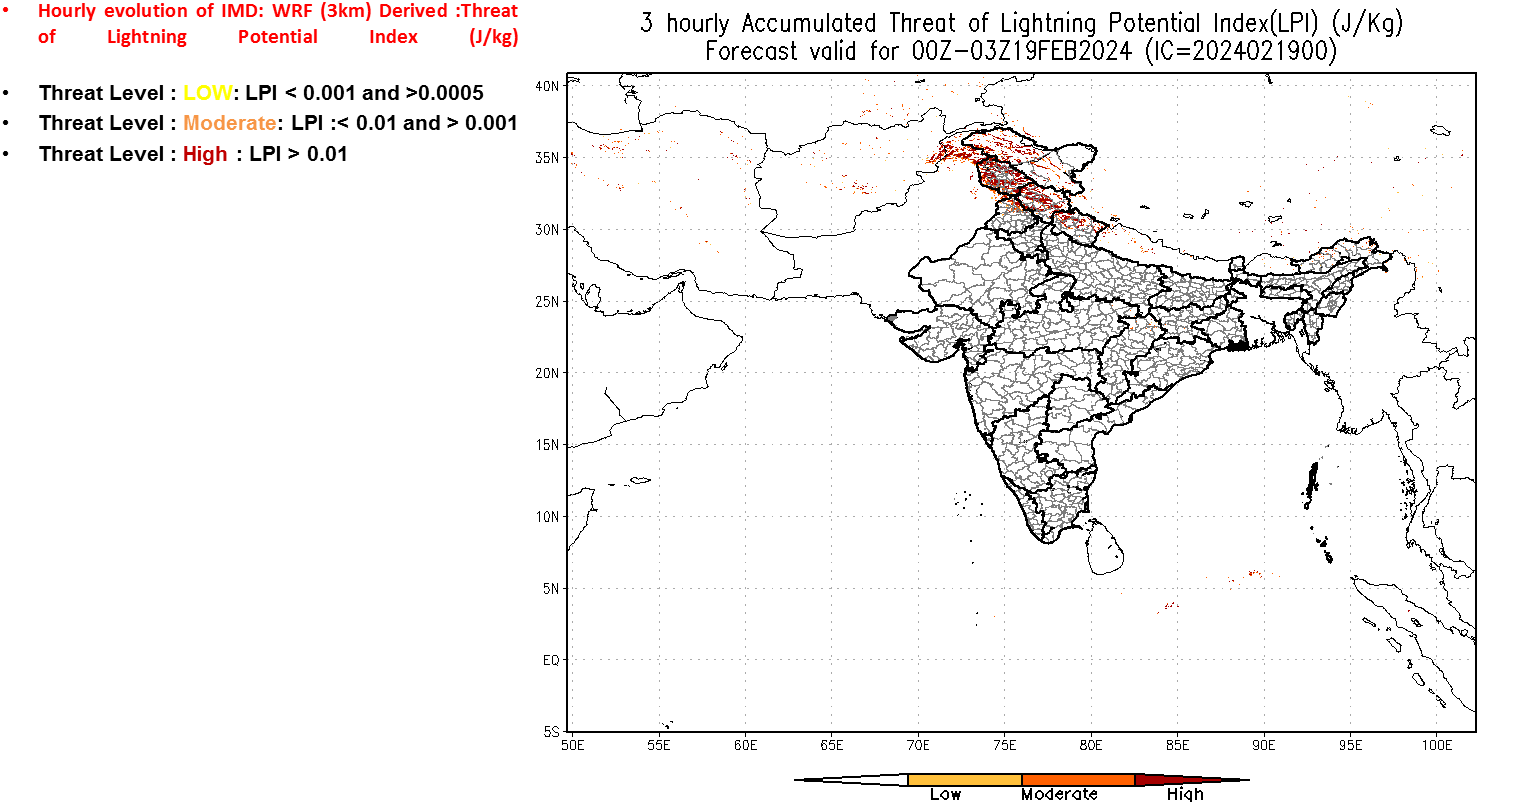 • Hourly evolution of IMD: WRF (3km) Derived :Threat
of Lightning Potential Index (J/kg)
• Threat Level : LOW: LPI < 0.001 and >0.0005
• Threat Level : Moderate: LPI :< 0.01 and > 0.001
• Threat Level : High : LPI > 0.01
3 hourly Accumulated Threat of Lightning Potential Index(LPI) (J/Kg)
Forecast valid for 00Z-03Z19FEB2024 (IC=2024021900)
40N
35N
30N
25N
20N
15N
10N
5N
EQ
5S
50E 55E 60E 65E 70E 75E 80E 85E 90E 95E 100E
Low Moderate High